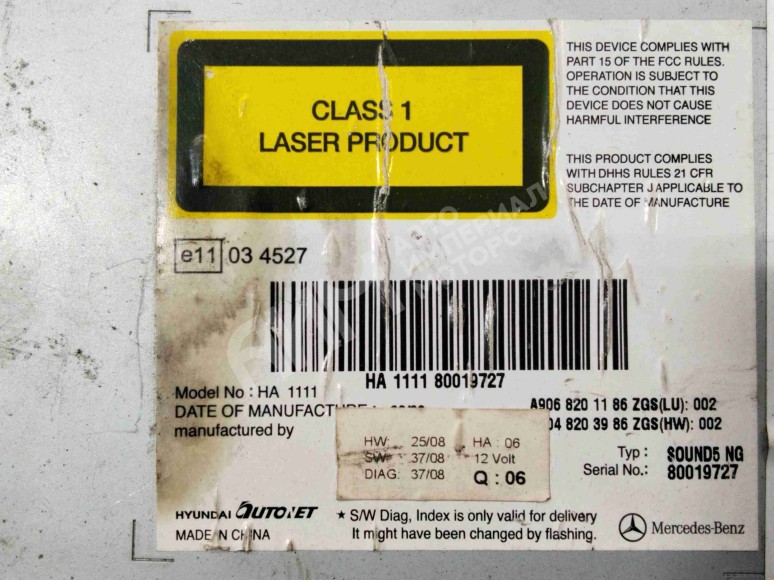 CLASS 1
LASER PRODUCT
THIS DEVICE COMPLIES WITH
PART 15 OF THE FCC RULES.
OPERATION IS SUBJECT TO
THE CONDITION THAT THIS
DEVICE DOES NOT CAUSE
HARMFUL INTERFERENCE
THIS PRODUCT COMPLIES
WITH DHHS RULES 21 CFR
SUBCHAPTER J APPLICABLE TO
THE DATE OF MANUFACTURE
e11 03 4527
АВТО
ИМПЕРИАЛ
МОТОРС
HA 1111 80019727
Model No : HA 1111
DATE OF MANUFACTURE :
manufactured by
A906 820 11 86 ZGS(LU) : 002
04 820 39 86 ZGS(HW) : 002
HW: 25/08 HA : 06
SW: 37/08 12 Volt
DIAG: 37/08 Q : 06
Typ : SOUND5 NG
Serial No.: 80019727
HYUNDAI AUTONET
MADE IN CHINA
★ S/W Diag, Index is only valid for delivery
It might have been changed by flashing.
Mercedes-Benz